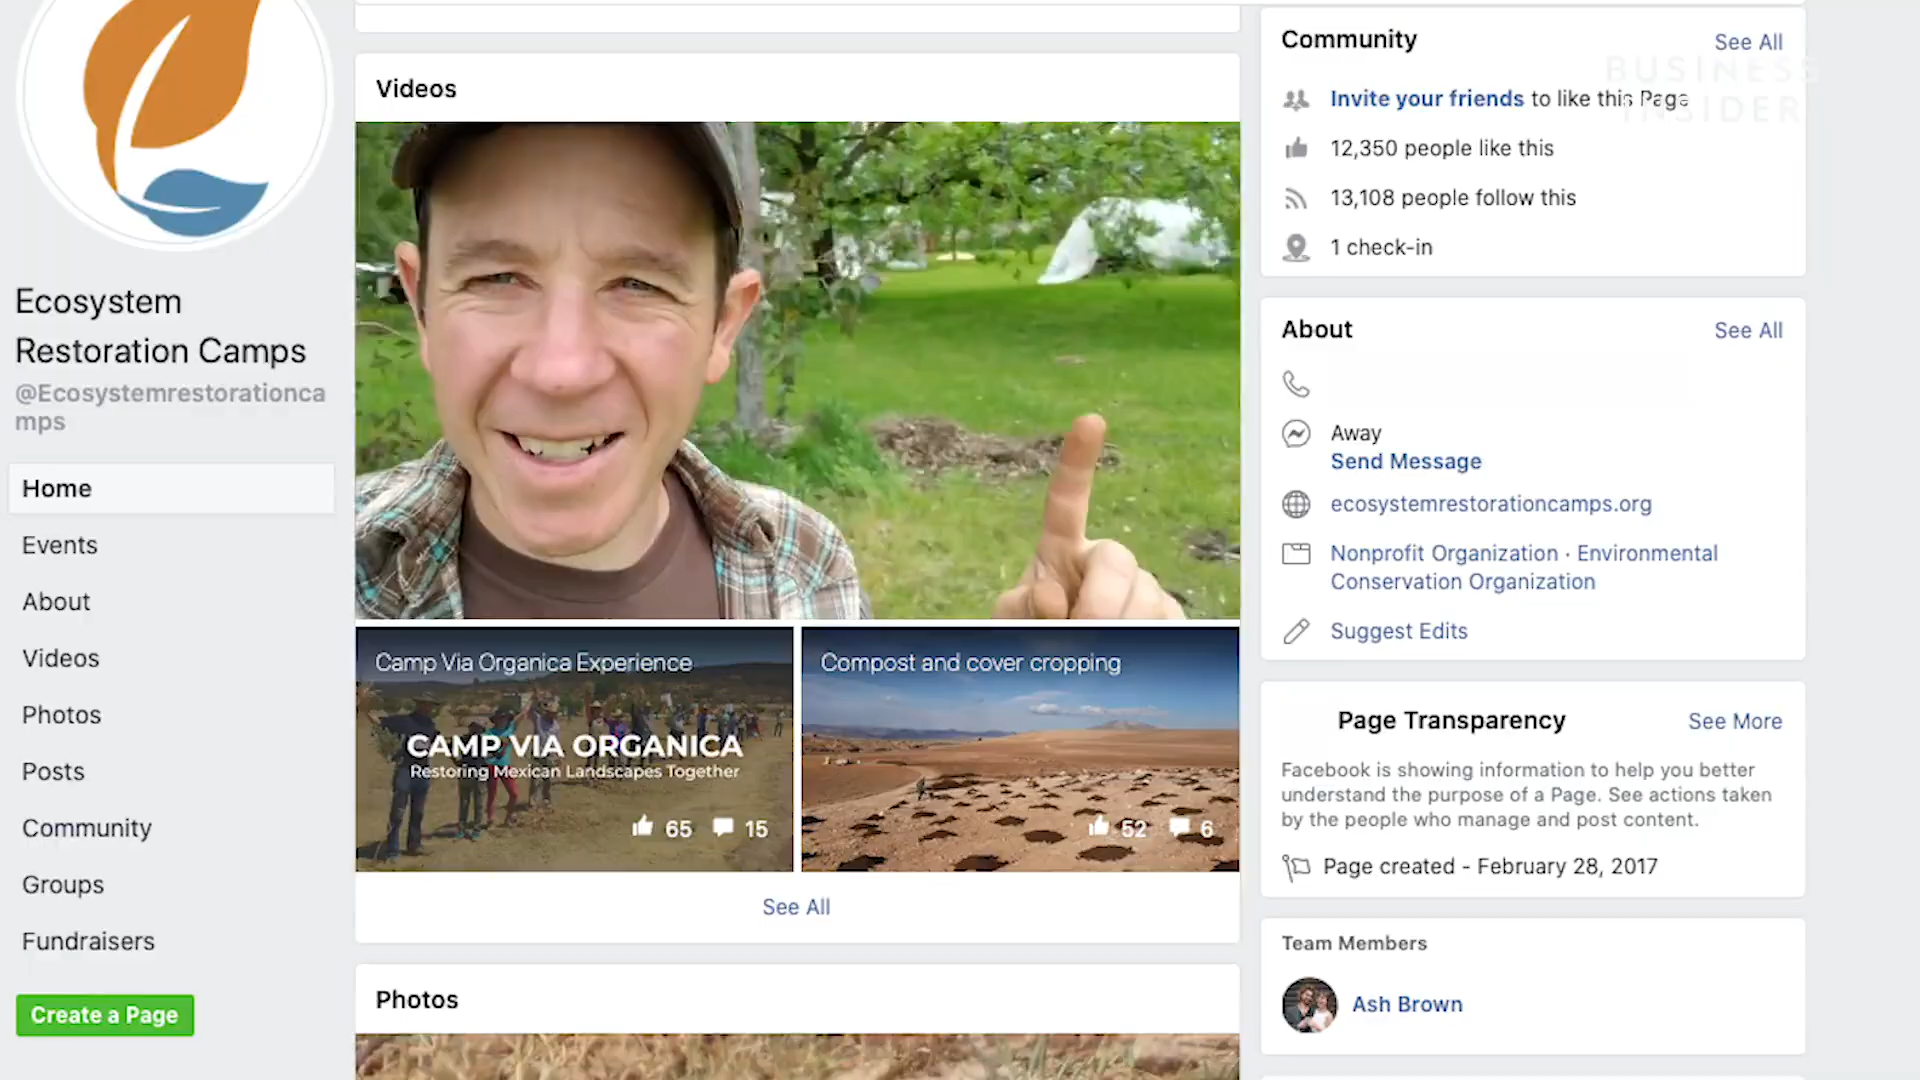 Ecosystem
Restoration Camps
@Ecosystemrestorationca
mps
Home
Events
About
Videos
Photos
Posts
Community
Groups
Fundraisers
Create a Page
Videos
Camp Via Organica Experience
CAMP VIA ORGANICA
Restoring Mexican Landscapes Together
65 15
Compost and cover cropping
52 6
See All
Photos
Community See All
Invite your friends to like this Page
12,350 people like this
13,108 people follow this
1 check-in
BUSINESS
INSIDER
About See All
Away
Send Message
ecosystemrestorationcamps.org
Nonprofit Organization · Environmental
Conservation Organization
Suggest Edits
Page Transparency See More
Facebook is showing information to help you better
understand the purpose of a Page. See actions taken
by the people who manage and post content.
Page created - February 28, 2017
Team Members
Ash Brown